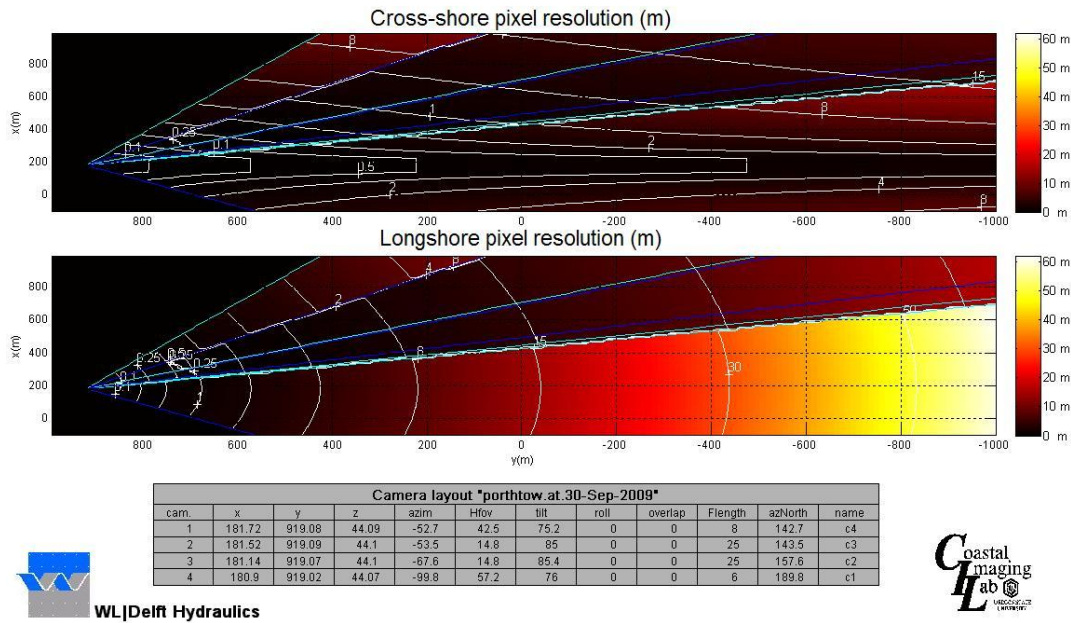 Cross-shore pixel resolution (m)
x(m)
800
600
400
200
0
8
15
1
8
0.25
0.1
0.1
2
0.5
2
4
8
800 600 400 200 0 -200 -400 -600 -800 -1000
60 m
50 m
40 m
30 m
20 m
10 m
0 m
Longshore pixel resolution (m)
x(m)
800
600
400
200
0
4 8
2
50
15
0.25
0.25
0.1
0.1
1
30
800 600 400 200 0 -200 -400 -600 -800 -1000
y(m)
60 m
50 m
40 m
30 m
20 m
10 m
0 m
Camera layout "porthtow.at.30-Sep-2009"
cam. x y z azim Hfov tilt roll overlap Flength azNorth name
1 181.72 919.08 44.09 -52.7 42.5 75.2 0 0 8 142.7 c4
2 181.52 919.09 44.1 -53.5 14.8 85 0 0 25 143.5 c3
3 181.14 919.07 44.1 -67.6 14.8 85.4 0 0 25 157.6 c2
4 180.9 919.02 44.07 -99.8 57.2 76 0 0 6 189.8 c1
WL|Delft Hydraulics
Coastal
Imaging
Lab
UNIVERSITY